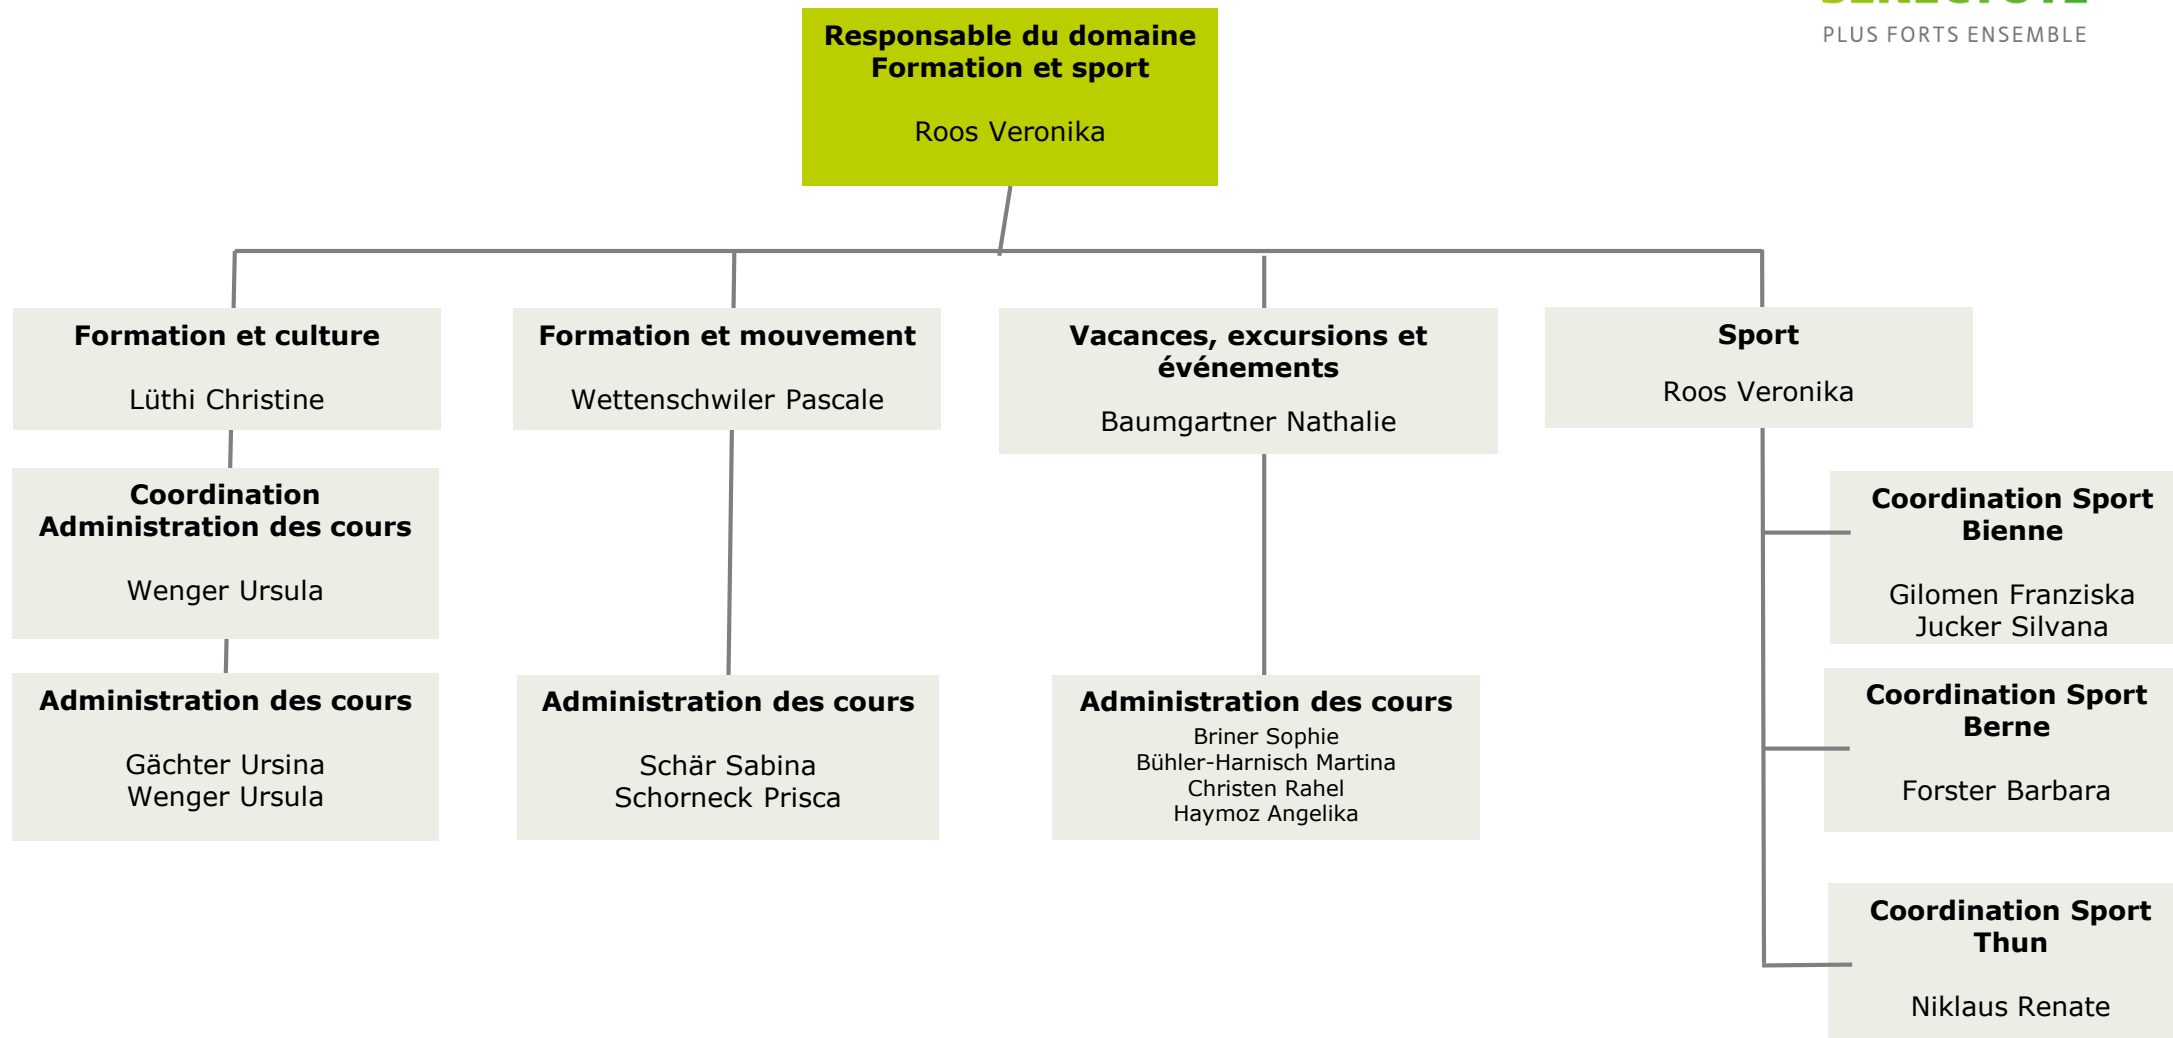 PLUS FORTS ENSEMBLE
Responsable du domaine
Formation et sport
Roos Veronika
Formation et culture
Lüthi Christine
Formation et mouvement
Wettenschwiler Pascale
Vacances, excursions et
événements
Baumgartner Nathalie
Sport
Roos Veronika
Coordination
Administration des cours
Wenger Ursula
Administration des cours
Gächter Ursina
Wenger Ursula
Administration des cours
Schär Sabina
Schorneck Prisca
Administration des cours
Briner Sophie
Bühler-Harnisch Martina
Christen Rahel
Haymoz Angelika
Coordination Sport
Bienne
Gilomen Franziska
Jucker Silvana
Coordination Sport
Berne
Forster Barbara
Coordination Sport
Thun
Niklaus Renate